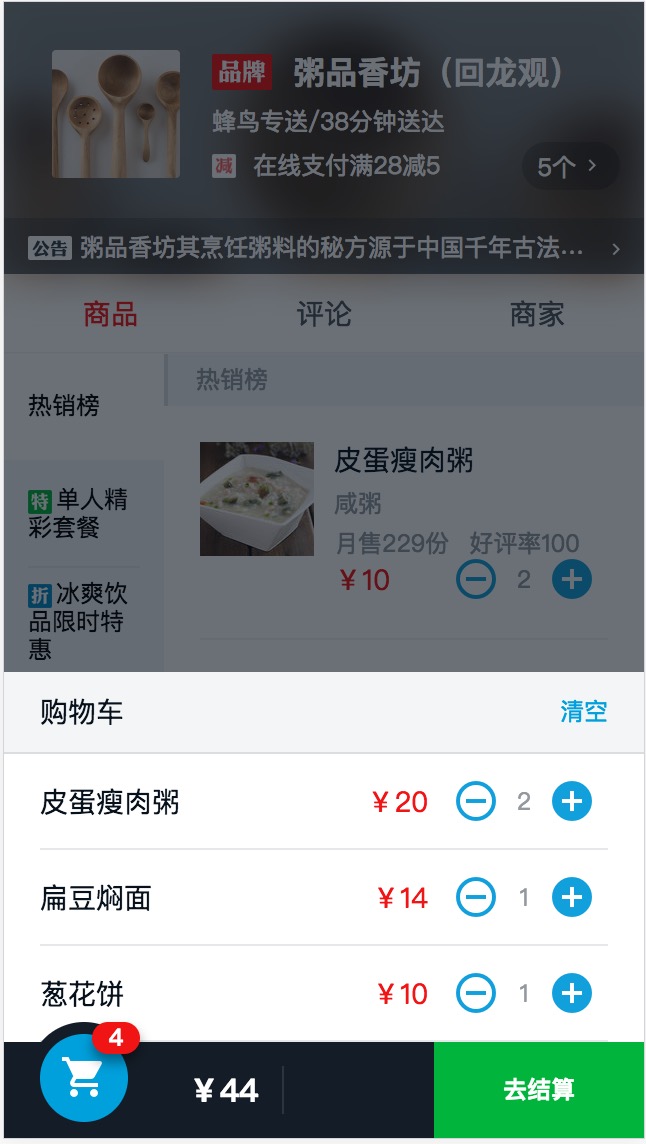 品牌 粥品香坊（回龙观）
蜂鸟专送/38分钟送达
减 在线支付满28减5
5个 >
公告 粥品香坊其烹饪粥料的秘方源于中国千年古法... >
商品 评论 商家
热销榜
热销榜
皮蛋瘦肉粥
咸粥
月售229份 好评率100
￥10 2
特 单人精
彩套餐
折 冰爽饮
品限时特
惠
购物车 清空
皮蛋瘦肉粥 ￥20 2
扁豆焖面 ￥14 1
葱花饼 ￥10 1
4
￥44 去结算